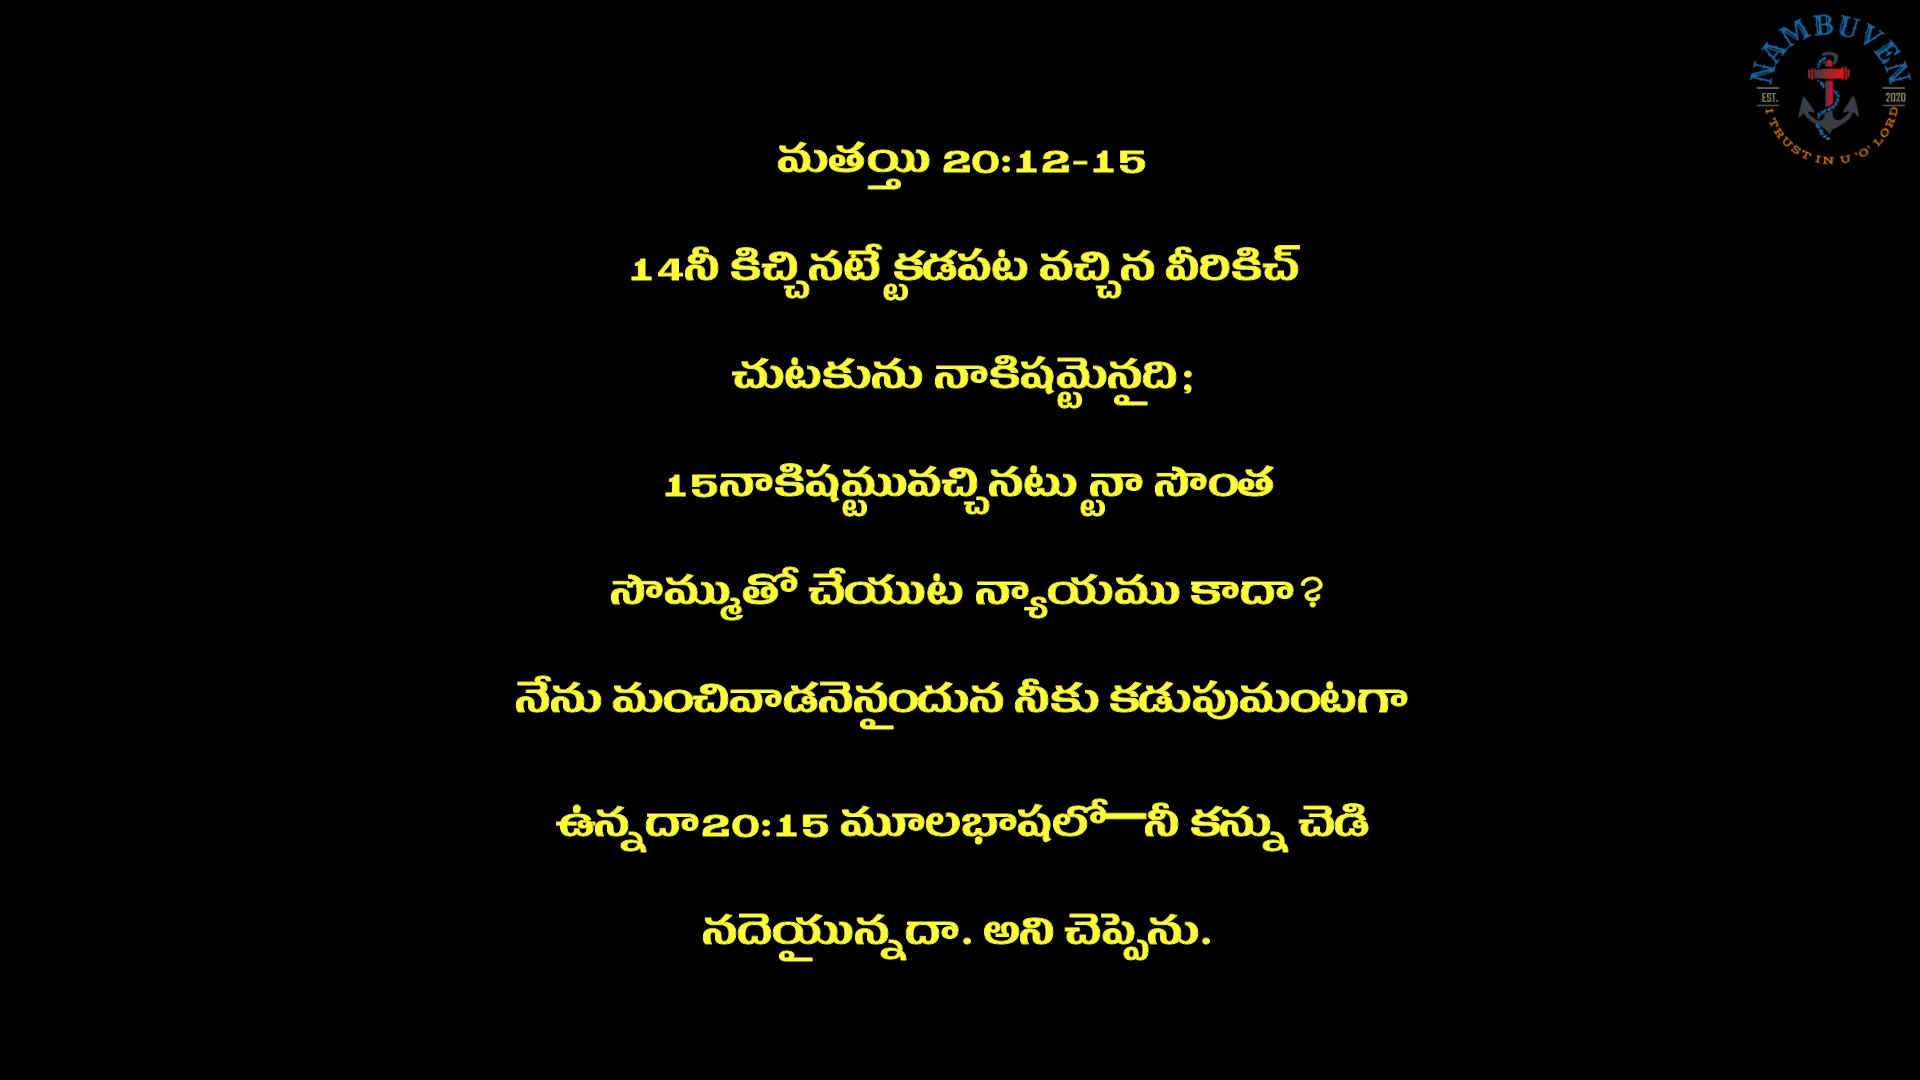 NAMBUVEN
EST. 2020
I TRUST IN U 'O' LORD
మత్తయి 20:12-15
14నీ కిచ్చినట్టే కడపట వచ్చిన వీరికిచ్
చుటకును నాకిష్టమైనది;
15నాకిష్టమువచ్చినట్టు నా సొంత
సొమ్ముతో చేయుట న్యాయము కాదా?
నేను మంచివాడనైనందున నీకు కడుపుమంటగా
ఉన్నదా20:15 మూలభాషలో—నీ కన్ను చెడి
నదైయున్నదా. అని చెప్పెను.